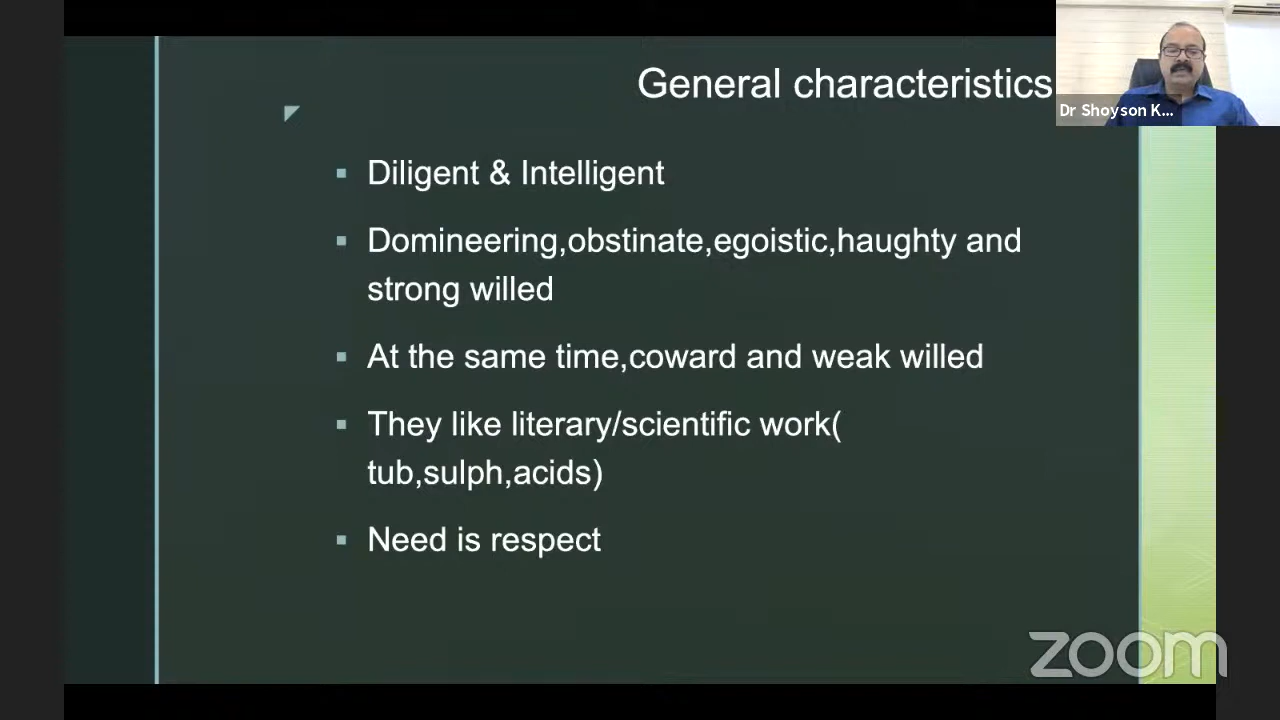 General characteristics
Dr Shoyson K...
Diligent & Intelligent
Domineering,obstinate,egoistic,haughty and
strong willed
At the same time,coward and weak willed
They like literary/scientific work(
tub,sulph,acids)
Need is respect
zoom